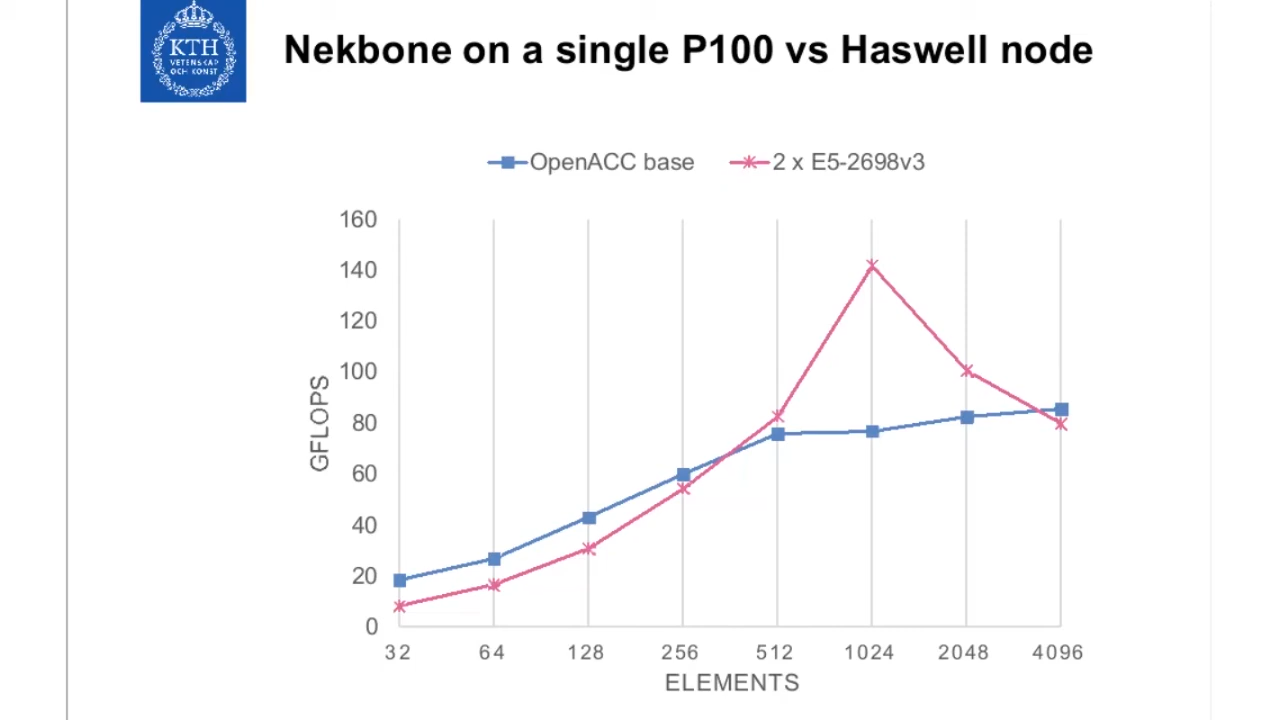 KTH
VETENSKAP
OCH KONST
Nekbone on a single P100 vs Haswell node
OpenACC base
2 x E5-2698v3
160
140
120
100
80
60
40
20
0
GFLOPS
32 64 128 256 512 1024 2048 4096
ELEMENTS